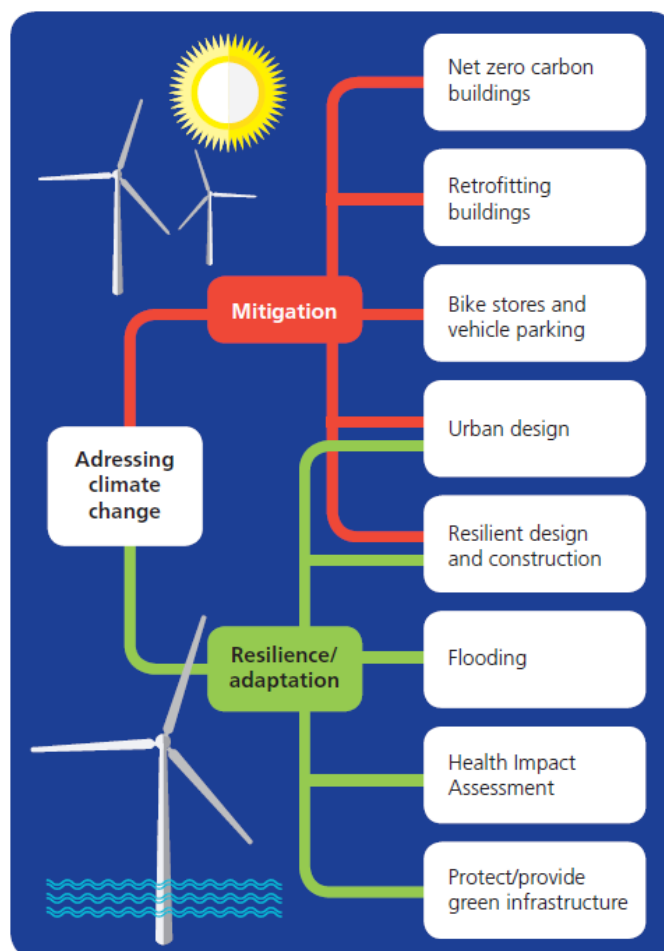 Net zero carbon
buildings
Retrofitting
buildings
Mitigation
Bike stores and
vehicle parking
Urban design
Adressing
climate
change
Resilient design
and construction
Resilience/
adaptation
Flooding
Health Impact
Assessment
Protect/provide
green infrastructure